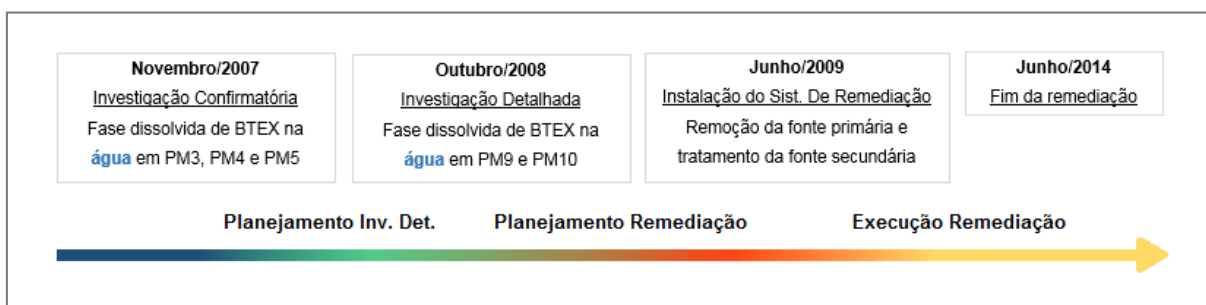 Novembro/2007
Investigação Confirmatória
Fase dissolvida de BTEX na
água em PM3, PM4 e PM5
Outubro/2008
Investigação Detalhada
Fase dissolvida de BTEX na
água em PM9 e PM10
Junho/2009
Instalação do Sist. De Remediação
Remoção da fonte primária e
tratamento da fonte secundária
Junho/2014
Fim da remediação
Planejamento Inv. Det.
Planejamento Remediação
Execução Remediação